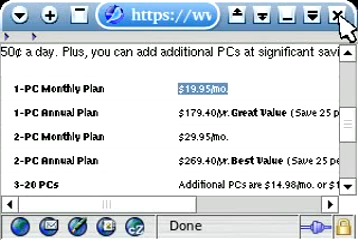 https://ww
50¢ a day. Plus, you can add additional PCs at significant savi
1-PC Monthly Plan $19.95/mo.
1-PC Annual Plan $179.40/yr. Great Value (Save 25 p
2-PC Monthly Plan $29.95/mo.
2-PC Annual Plan $269.40/yr. Best Value (Save 25 pe
3-20 PCs Additional PCs are $14.98/mo. or $1
Done